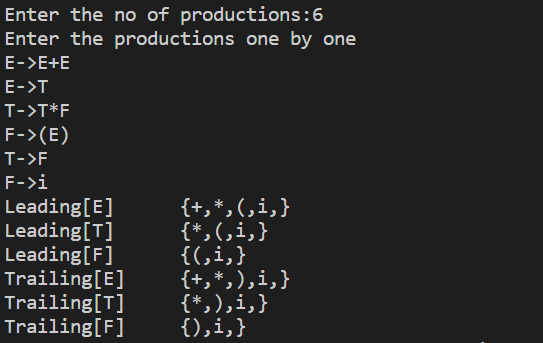 Enter the no of productions:6
Enter the productions one by one
E->E+E
E->T
T->T*F
F->(E)
T->F
F->i
Leading[E] {+,*,(,i,}
Leading[T] {*,(,i,}
Leading[F] {(,i,}
Trailing[E] {+,*,),i,}
Trailing[T] {*,),i,}
Trailing[F] {),i,}